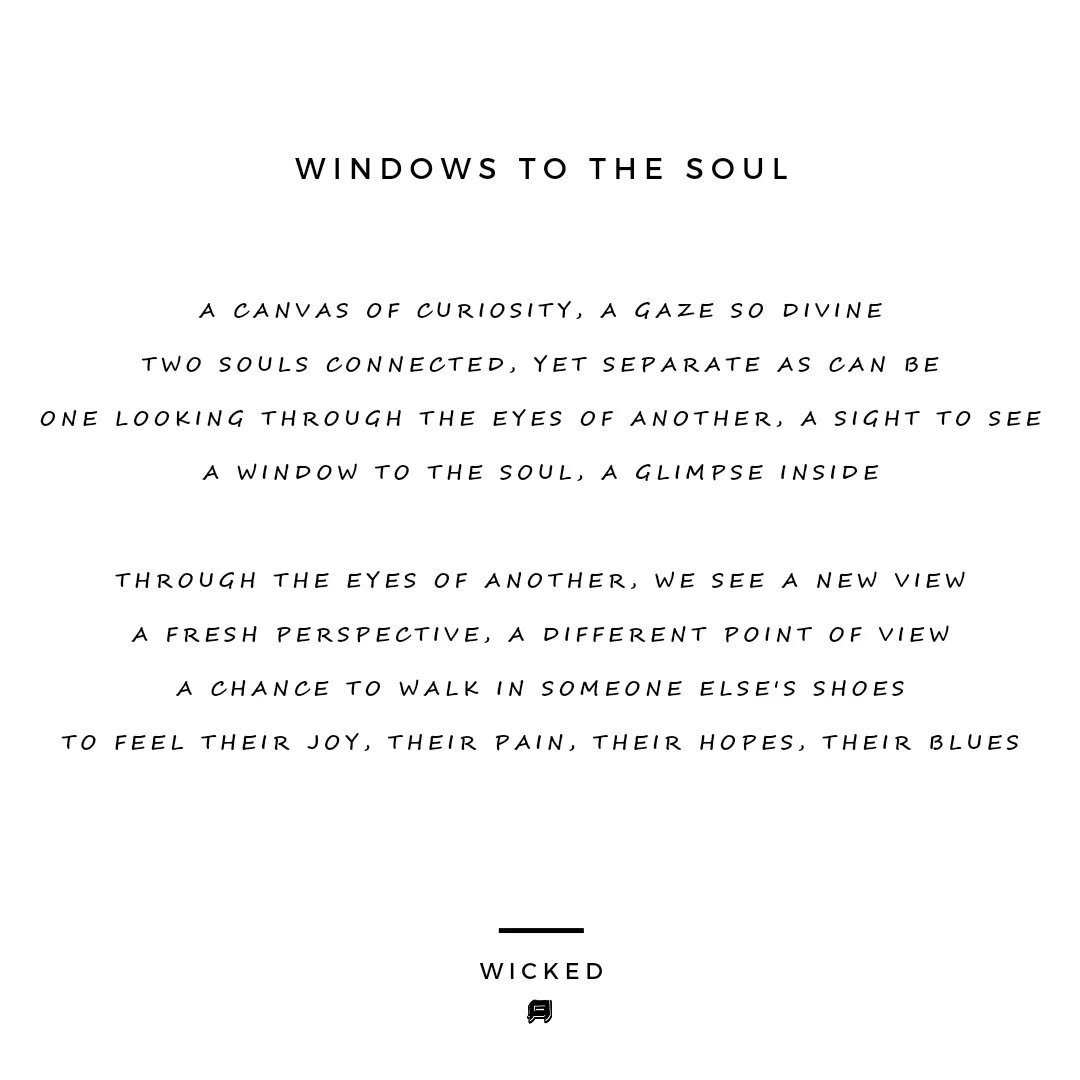 WINDOWS TO THE SOUL
A CANVAS OF CURIOSITY, A GAZE SO DIVINE
TWO SOULS CONNECTED, YET SEPARATE AS CAN BE
ONE LOOKING THROUGH THE EYES OF ANOTHER, A SIGHT TO SEE
A WINDOW TO THE SOUL, A GLIMPSE INSIDE
THROUGH THE EYES OF ANOTHER, WE SEE A NEW VIEW
A FRESH PERSPECTIVE, A DIFFERENT POINT OF VIEW
A CHANCE TO WALK IN SOMEONE ELSE'S SHOES
TO FEEL THEIR JOY, THEIR PAIN, THEIR HOPES, THEIR BLUES
WICKED